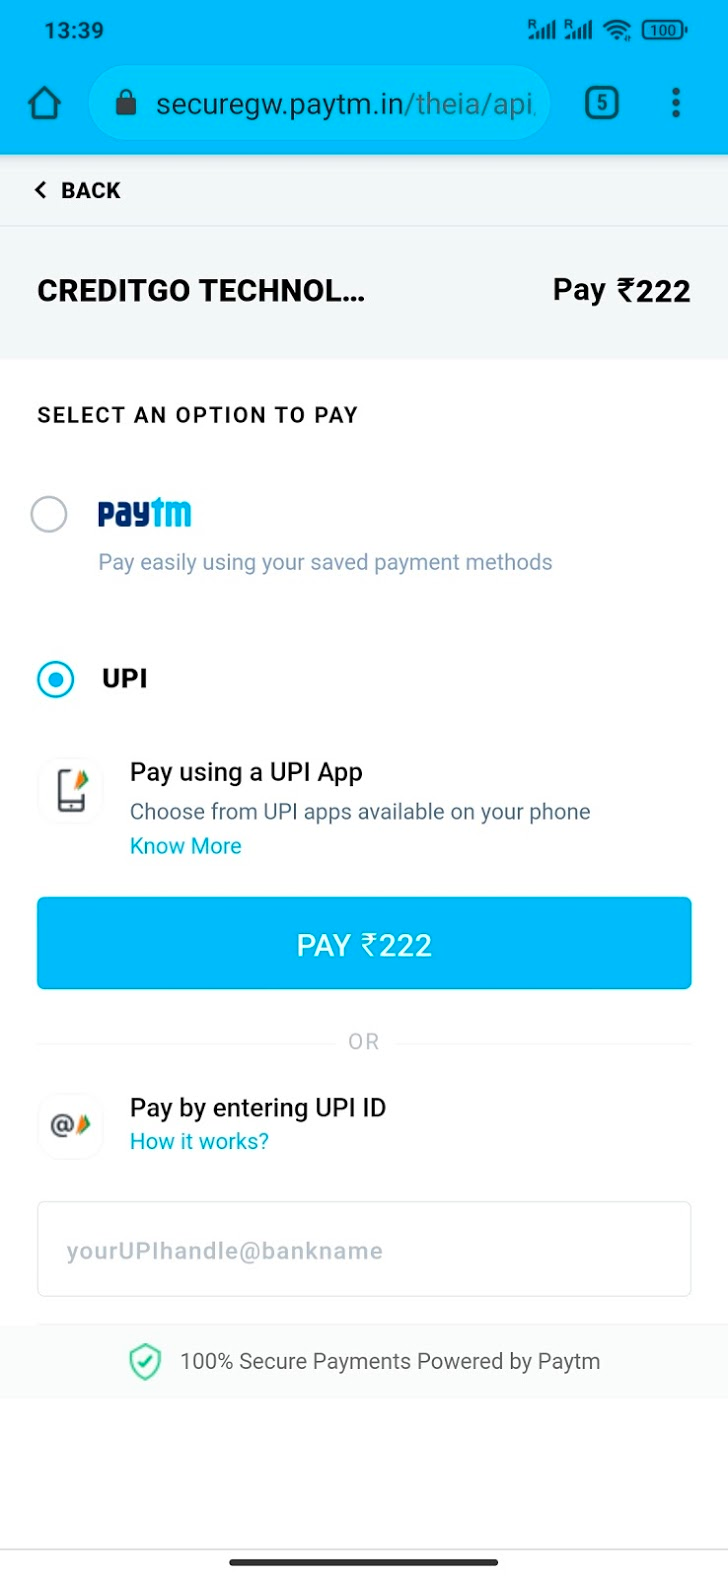 13:39
R R 100
securegw.paytm.in/theia/api
5
BACK
CREDITGO TECHNOL... Pay ₹222
SELECT AN OPTION TO PAY
paytm
Pay easily using your saved payment methods
UPI
Pay using a UPI App
Choose from UPI apps available on your phone
Know More
PAY ₹222
OR
@
Pay by entering UPI ID
How it works?
yourUPIhandle@bankname
100% Secure Payments Powered by Paytm